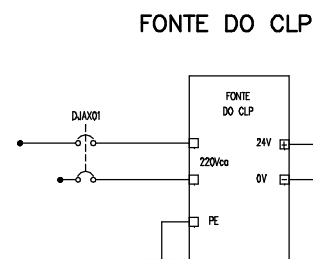 FONTE DO CLP
FONTE
DO CLP
DJAX01
24V
220Vca
0V
PE